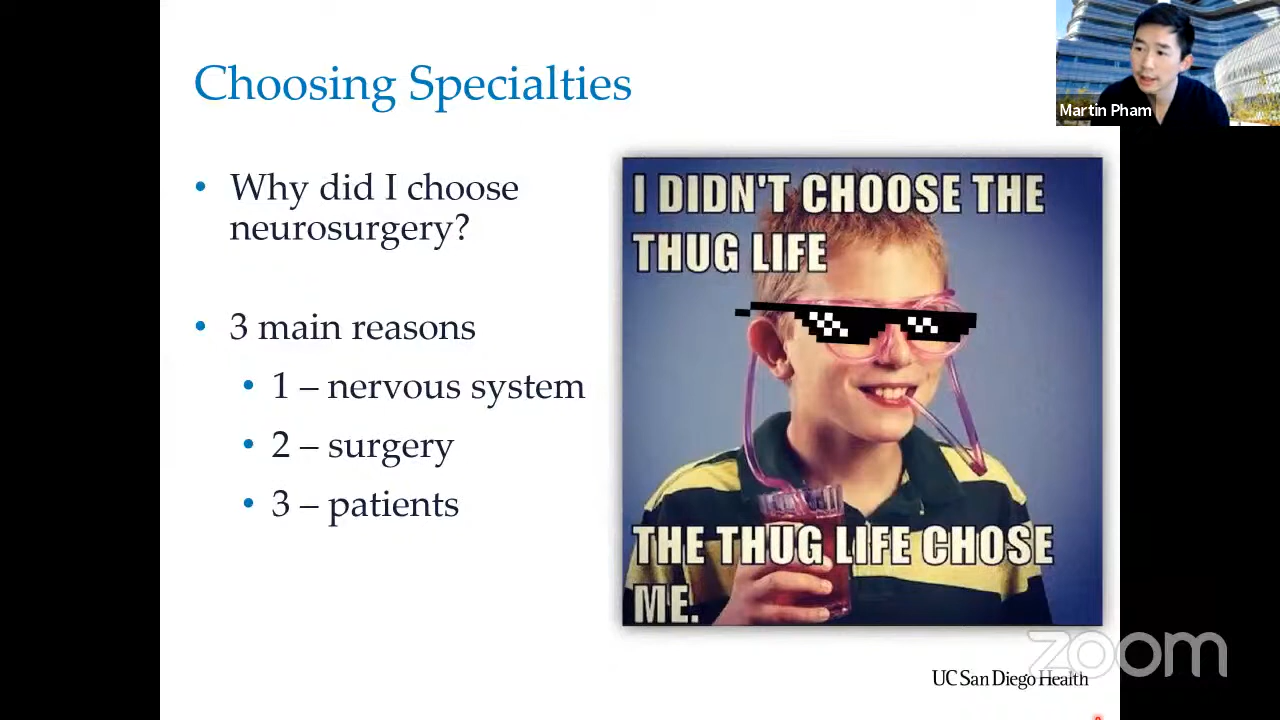 Choosing Specialties
Martin Pham
• Why did I choose
neurosurgery?
• 3 main reasons
• 1 – nervous system
• 2 – surgery
• 3 – patients
I DIDN'T CHOOSE THE
THUG LIFE
THE THUG LIFE CHOSE
ME.
zoom
UC San Diego Health